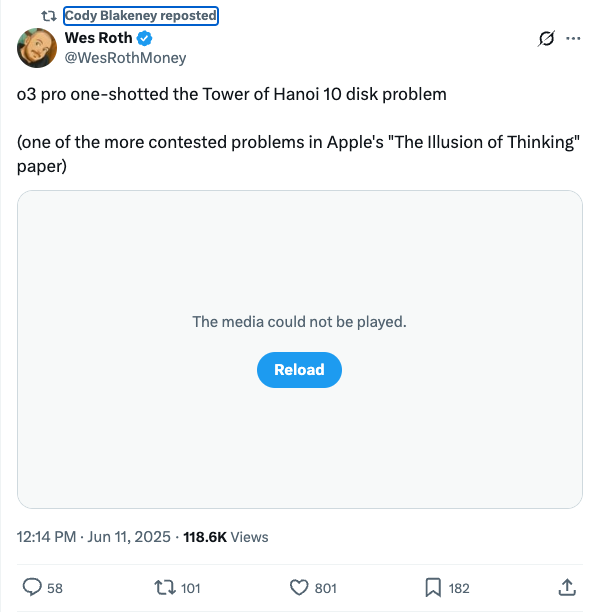 Cody Blakeney reposted
Wes Roth
@WesRothMoney
o3 pro one-shotted the Tower of Hanoi 10 disk problem
(one of the more contested problems in Apple's "The Illusion of Thinking"
paper)
The media could not be played.
Reload
12:14 PM · Jun 11, 2025 · 118.6K Views
58 101 801 182